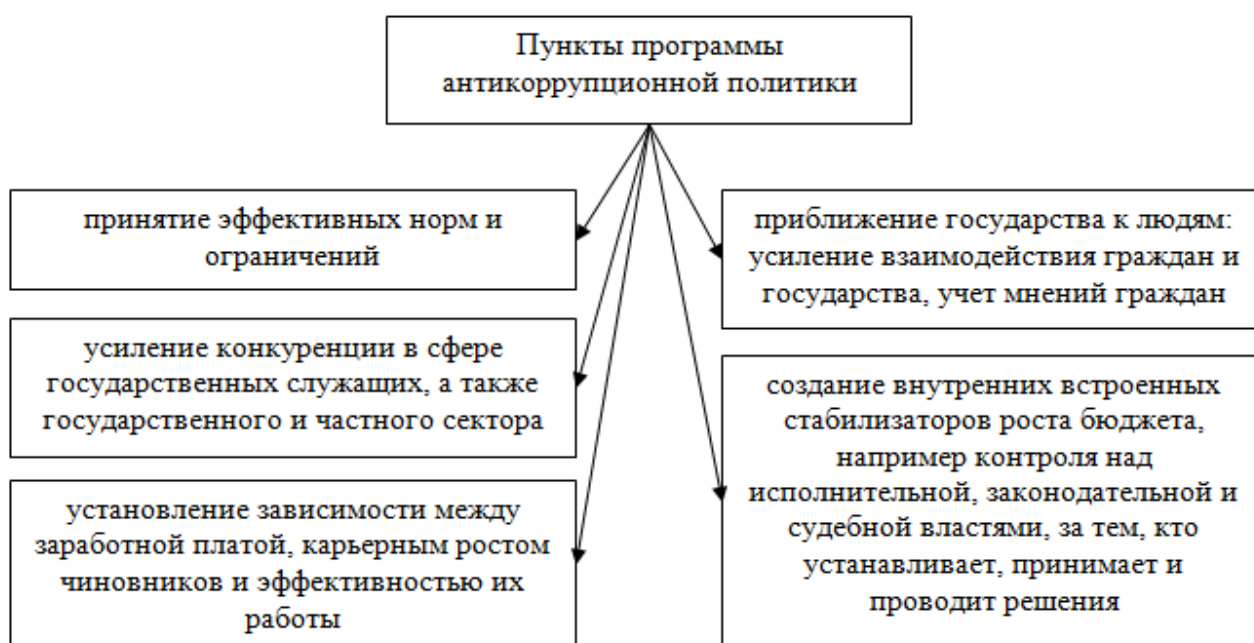 Пункты программы
антикоррупционной политики
принятие эффективных норм и
ограничений
усиление конкуренции в сфере
государственных служащих, а также
государственного и частного сектора
установление зависимости между
заработной платой, карьерным ростом
чиновников и эффективностью их
работы
приближение государства к людям:
усиление взаимодействия граждан и
государства, учет мнений граждан
создание внутренних встроенных
стабилизаторов роста бюджета,
например контроля над
исполнительной, законодательной и
судебной властями, за тем, кто
устанавливает, принимает и
проводит решения